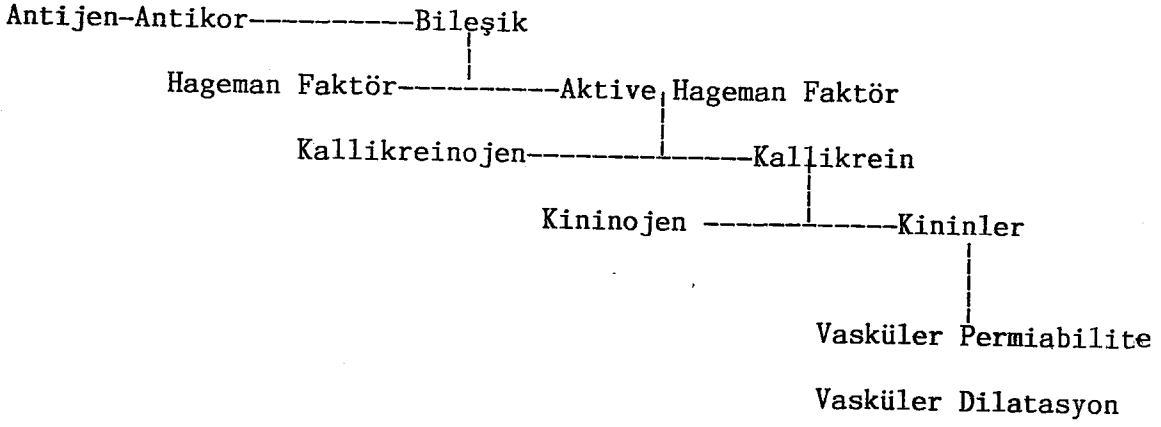 Antijen-Antikor----------Bileşik
Hageman Faktör----------Aktive Hageman Faktör
Kallikreinojen--------------Kallikrein
Kininojen ------------Kininler
Vasküler Permiabilite
Vasküler Dilatasyon